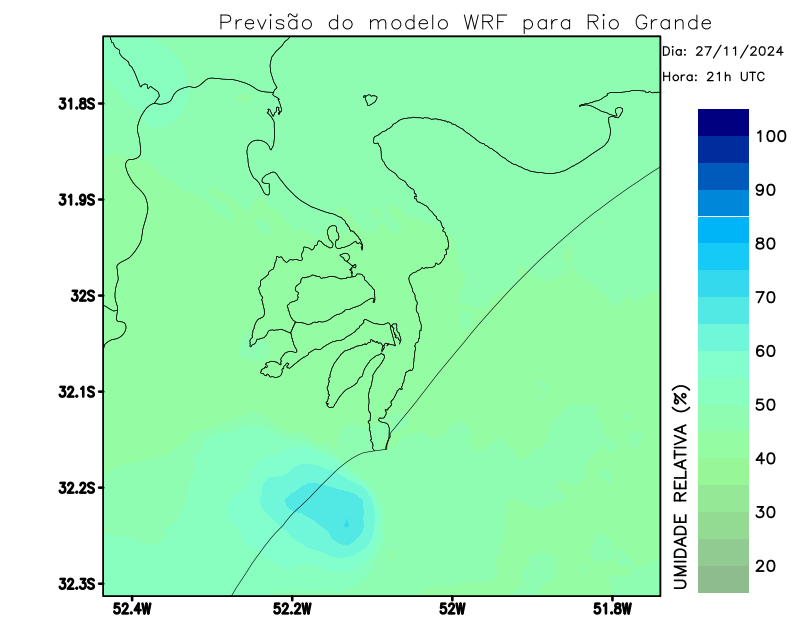 Previsão do modelo WRF para Rio Grande
Dia: 27/11/2024
Hora: 21h UTC
31.8S
31.9S
32S
32.1S
32.2S
32.3S
52.4W
52.2W
52W
51.8W
100
90
80
70
60
50
40
30
20
UMIDADE RELATIVA (%)